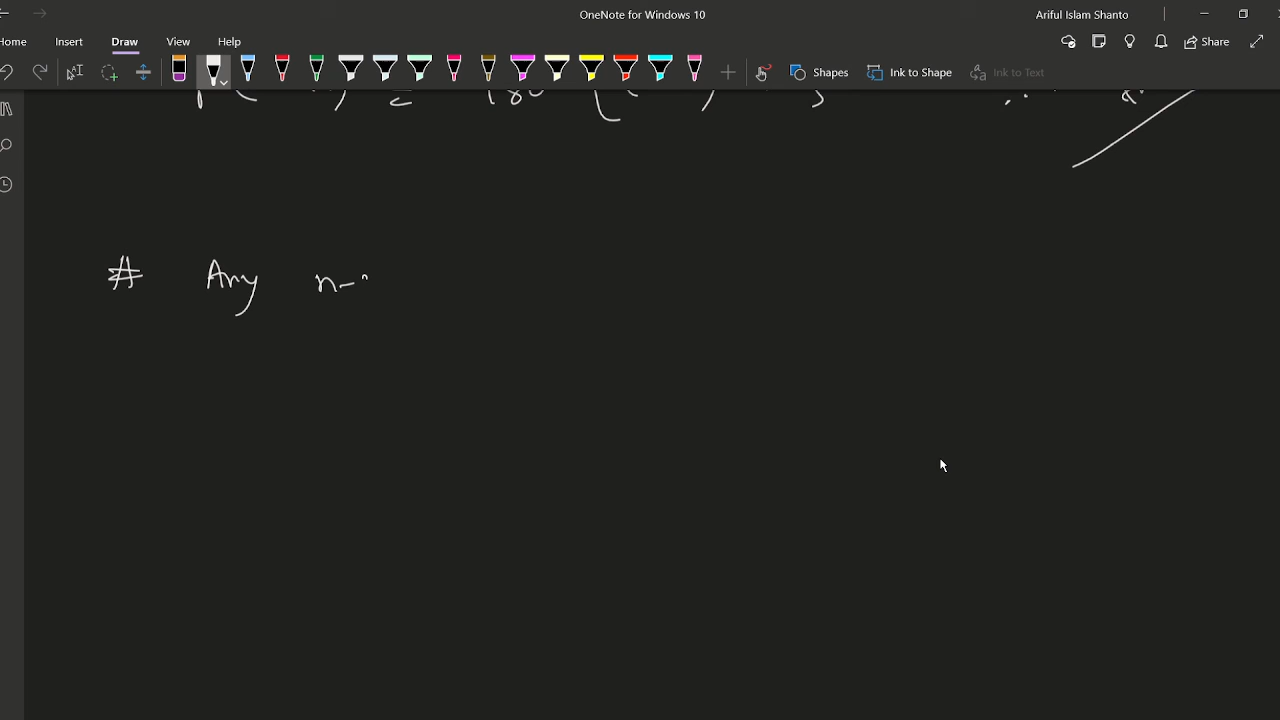 OneNote for Windows 10
Ariful Islam Shanto
Home Insert Draw View Help
Share
Shapes Ink to Shape Ink to Text
# Any n-